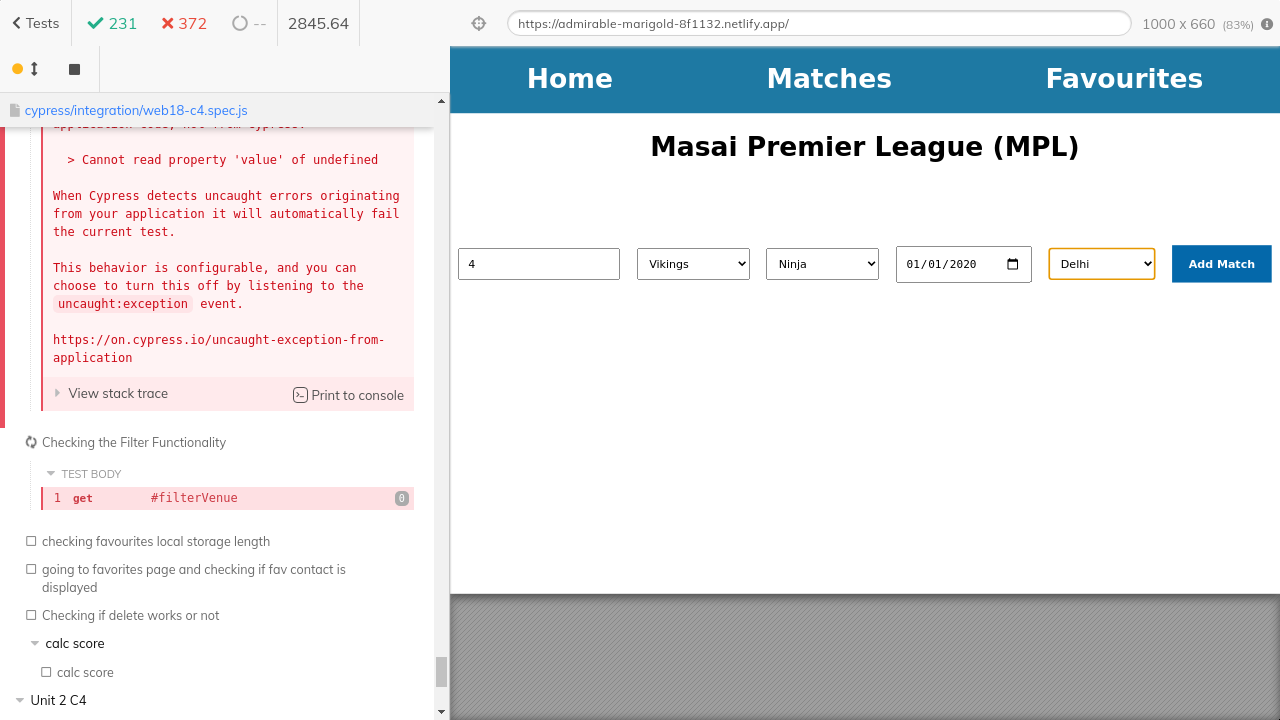 Tests
231
372
--
2845.64
https://admirable-marigold-8f1132.netlify.app/
1000 x 660 (83%)
cypress/integration/web18-c4.spec.js
> Cannot read property 'value' of undefined
When Cypress detects uncaught errors originating
from your application it will automatically fail
the current test.
This behavior is configurable, and you can
choose to turn this off by listening to the
uncaught:exception event.
https://on.cypress.io/uncaught-exception-from-
application
View stack trace
Print to console
Checking the Filter Functionality
TEST BODY
1 get #filterVenue 0
checking favourites local storage length
going to favorites page and checking if fav contact is
displayed
Checking if delete works or not
calc score
calc score
Unit 2 C4
Home Matches Favourites
Masai Premier League (MPL)
4 Vikings Ninja 01/01/2020 Delhi Add Match